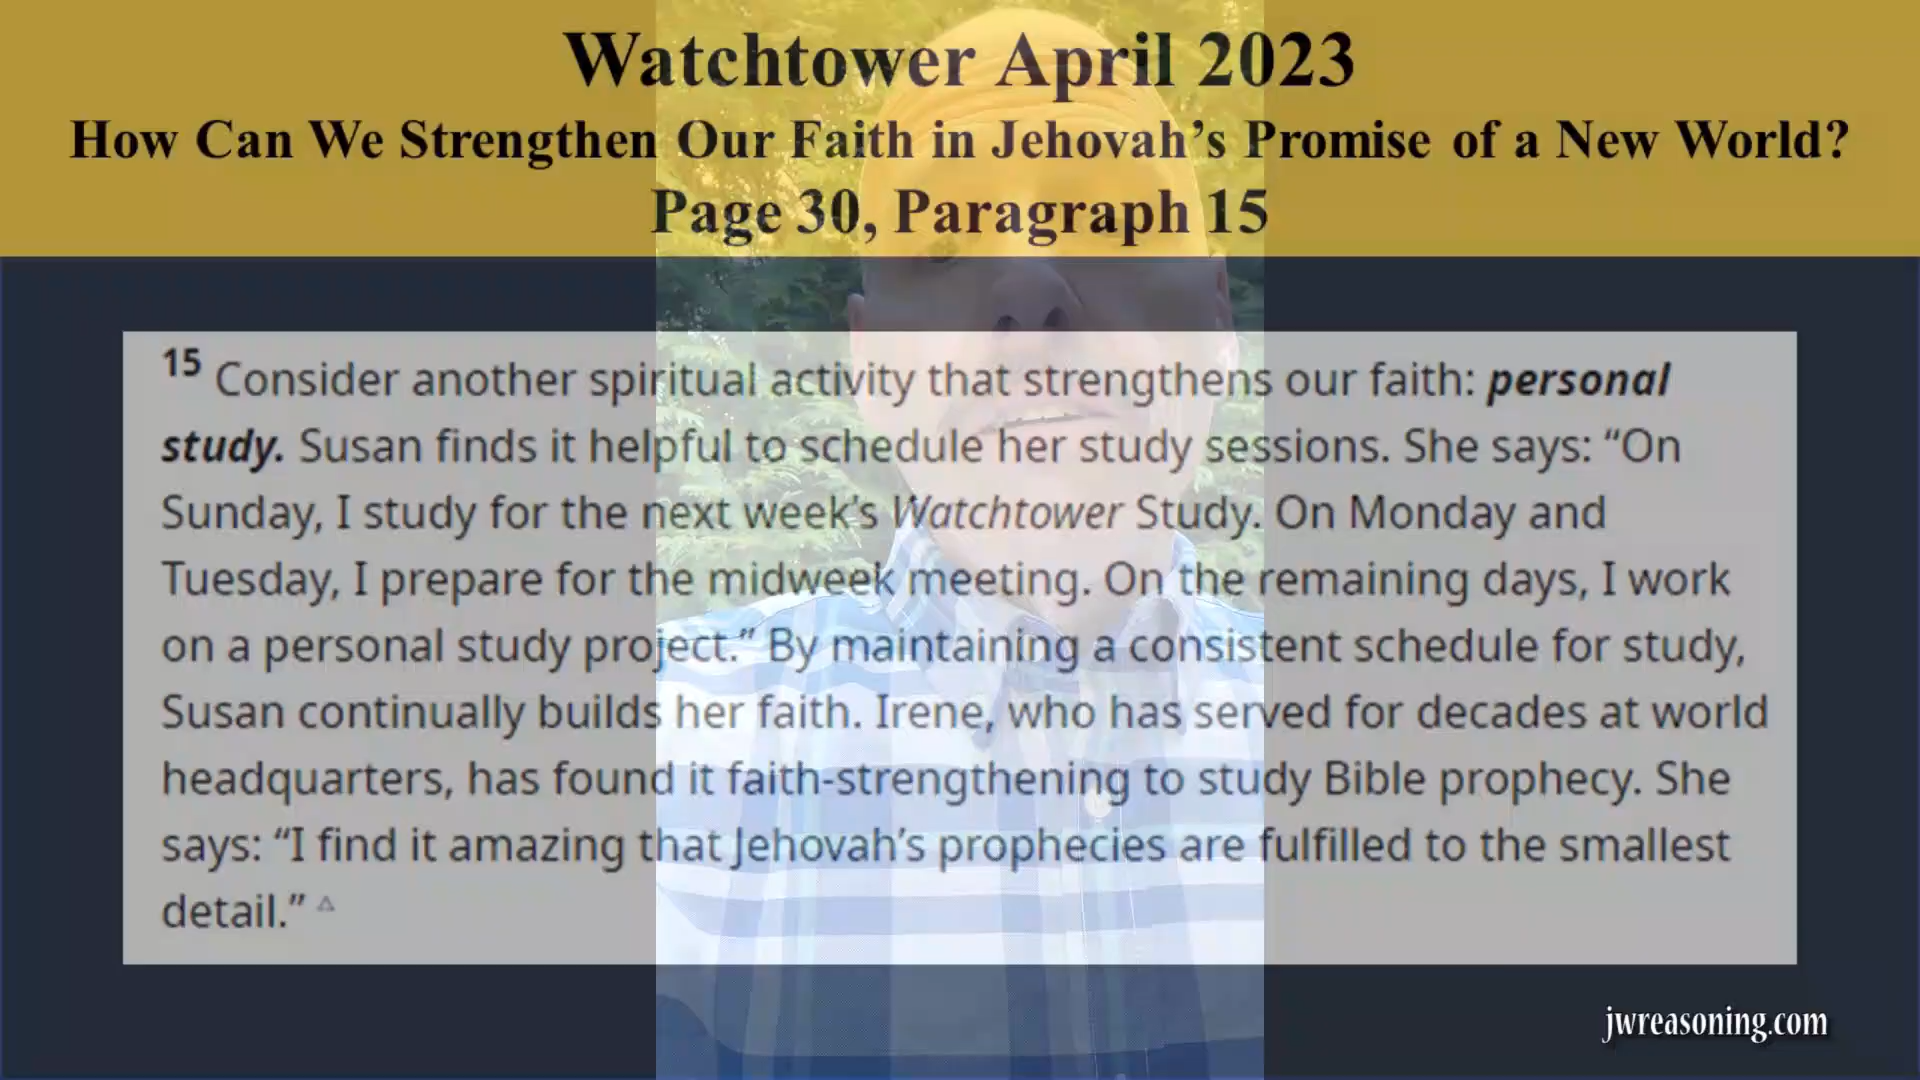 Watchtower April 2023
How Can We Strengthen Our Faith in Jehovah’s Promise of a New World?
Page 30, Paragraph 15
15 Consider another spiritual activity that strengthens our faith: personal
study. Susan finds it helpful to schedule her study sessions. She says: “On
Sunday, I study for the next week’s Watchtower Study. On Monday and
Tuesday, I prepare for the midweek meeting. On the remaining days, I work
on a personal study project.” By maintaining a consistent schedule for study,
Susan continually builds her faith. Irene, who has served for decades at world
headquarters, has found it faith-strengthening to study Bible prophecy. She
says: “I find it amazing that Jehovah’s prophecies are fulfilled to the smallest
detail.” △
jwreasoning.com